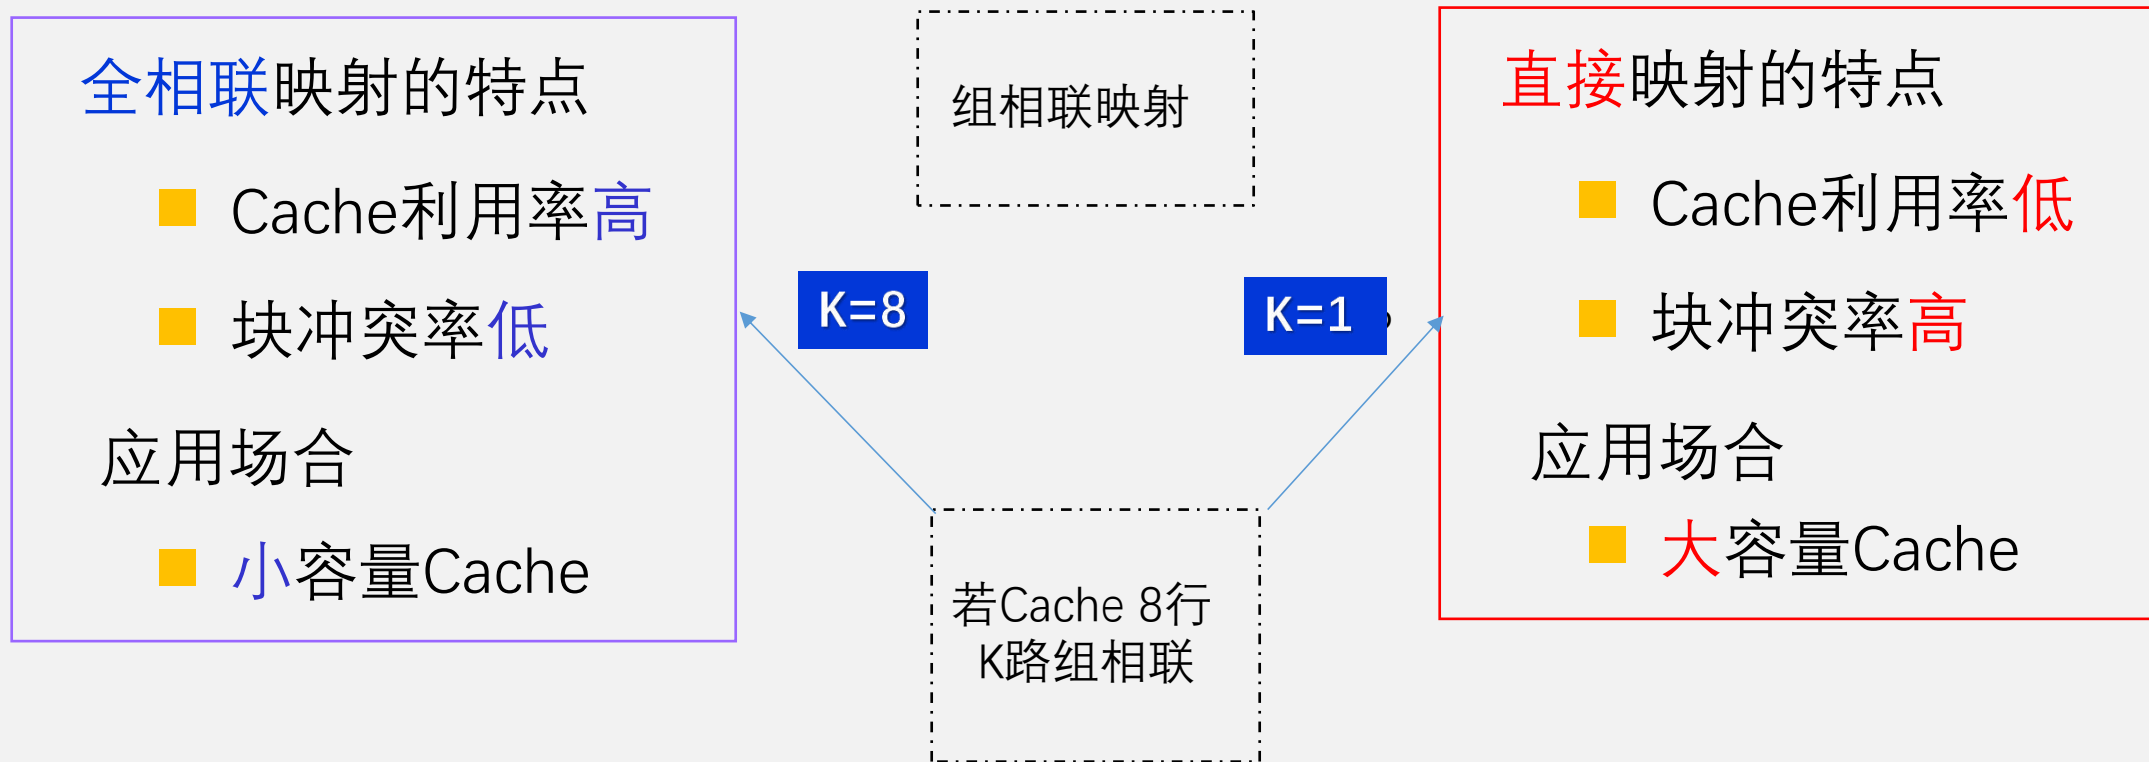 全相联映射的特点
Cache利用率高
块冲突率低
应用场合
小容量Cache
组相联映射
K=8
K=1
若Cache 8行
K路组相联
直接映射的特点
Cache利用率低
块冲突率高
应用场合
大容量Cache